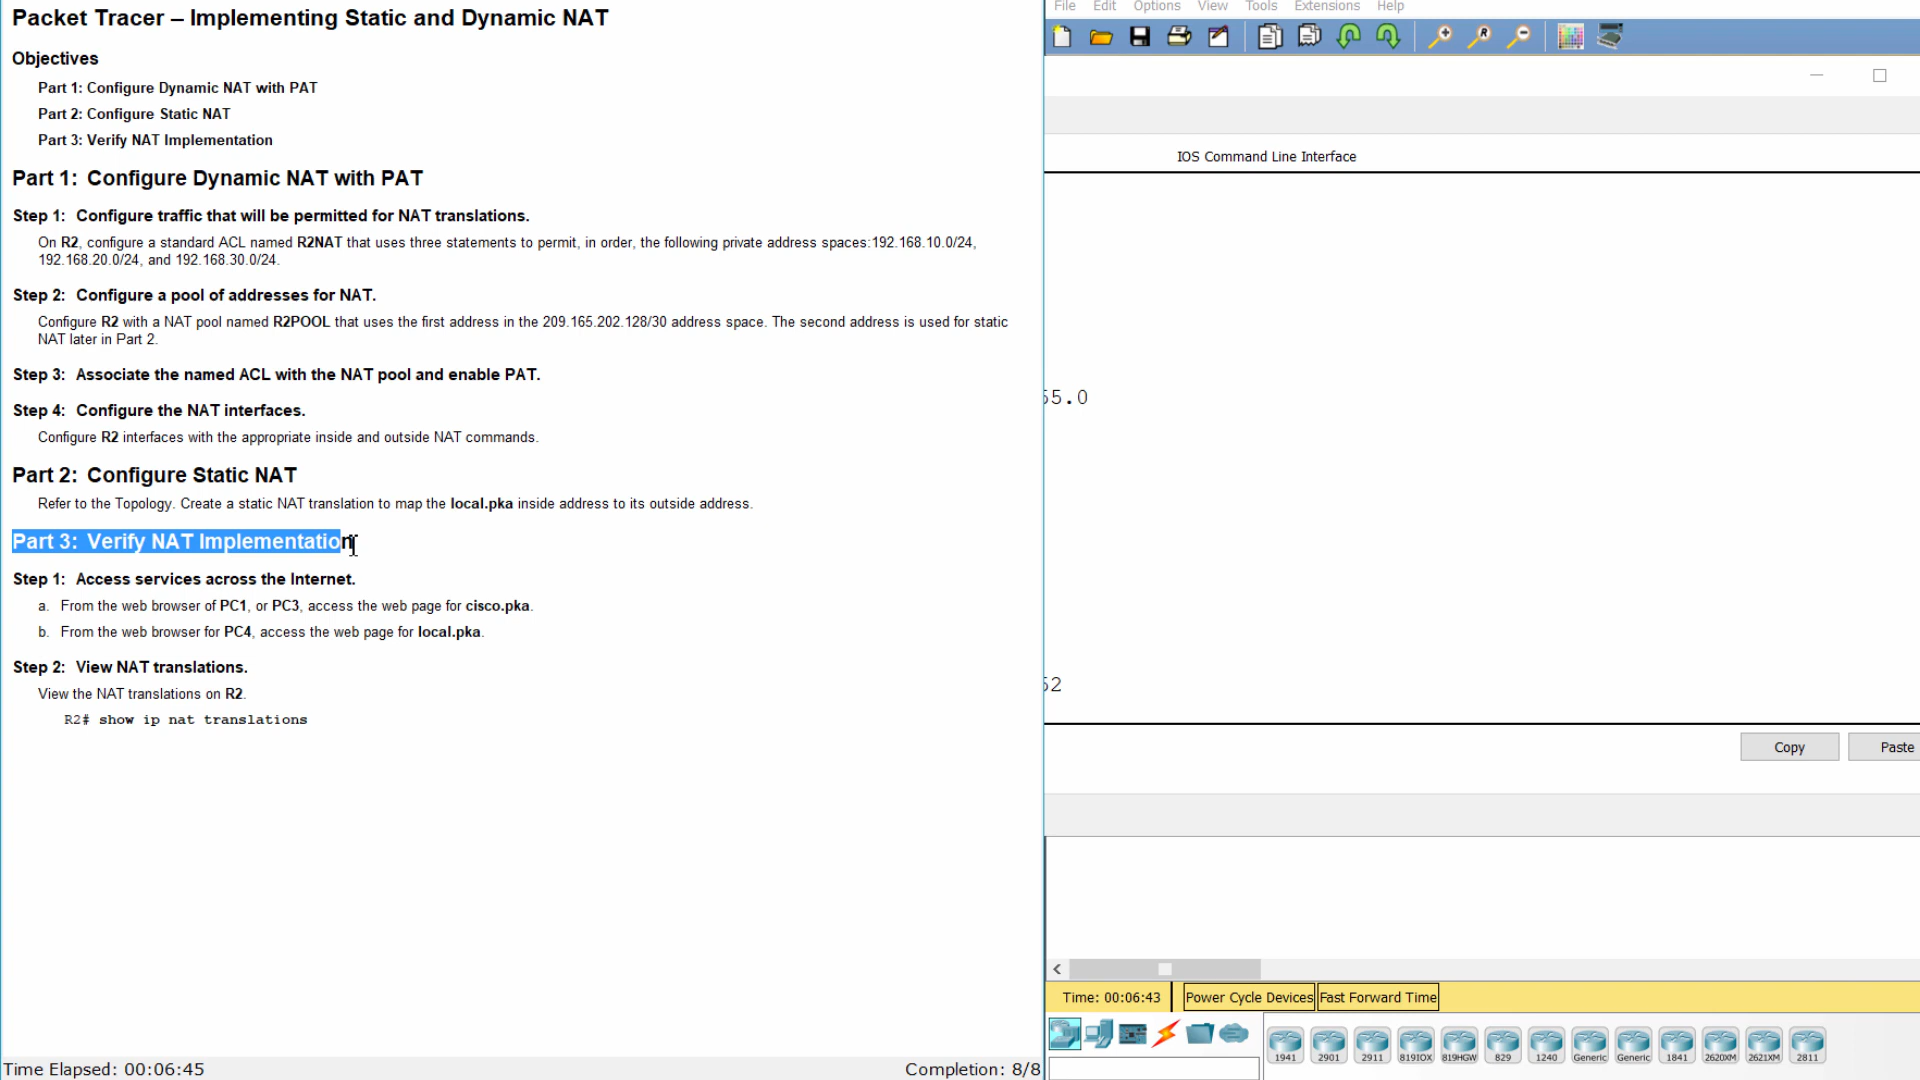 Packet Tracer – Implementing Static and Dynamic NAT
Objectives
Part 1: Configure Dynamic NAT with PAT
Part 2: Configure Static NAT
Part 3: Verify NAT Implementation
Part 1: Configure Dynamic NAT with PAT
Step 1: Configure traffic that will be permitted for NAT translations.
On R2, configure a standard ACL named R2NAT that uses three statements to permit, in order, the following private address spaces:192.168.10.0/24,
192.168.20.0/24, and 192.168.30.0/24.
Step 2: Configure a pool of addresses for NAT.
Configure R2 with a NAT pool named R2POOL that uses the first address in the 209.165.202.128/30 address space. The second address is used for static
NAT later in Part 2.
Step 3: Associate the named ACL with the NAT pool and enable PAT.
Step 4: Configure the NAT interfaces.
Configure R2 interfaces with the appropriate inside and outside NAT commands.
Part 2: Configure Static NAT
Refer to the Topology. Create a static NAT translation to map the local.pka inside address to its outside address.
Part 3: Verify NAT Implementation
Step 1: Access services across the Internet.
a. From the web browser of PC1, or PC3, access the web page for cisco.pka.
b. From the web browser for PC4, access the web page for local.pka.
Step 2: View NAT translations.
View the NAT translations on R2.
R2# show ip nat translations
Time Elapsed: 00:06:45
Completion: 8/8
File Edit Options View Tools Extensions Help
IOS Command Line Interface
55.0
52
Copy
Paste
Time: 00:06:43
Power Cycle Devices
Fast Forward Time
1941
2901
2911
819IOX
819HGW
829
1240
Generic
Generic
1841
2620XM
2621XM
2811